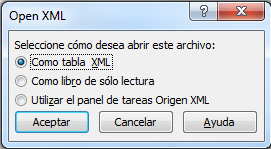 Open XML
Seleccione cómo desea abrir este archivo:
Como tabla XML
Como libro de sólo lectura
Utilizar el panel de tareas Origen XML
Aceptar Cancelar Ayuda